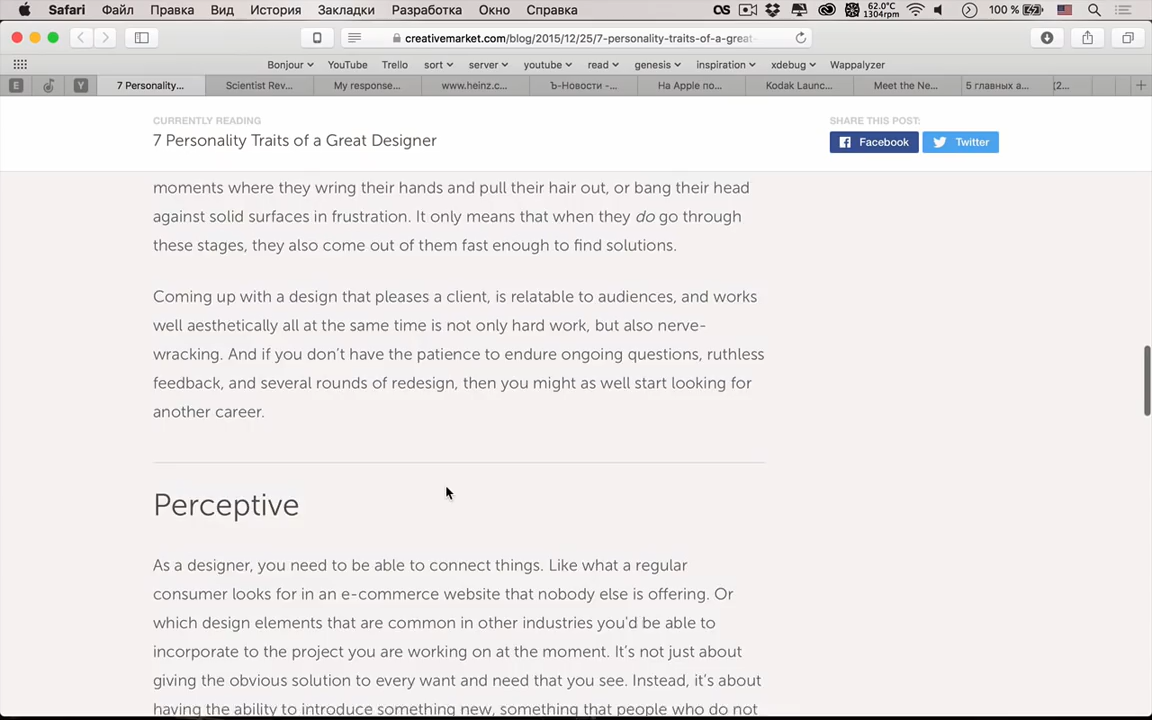 Safari Файл Правка Вид История Закладки Разработка Окно Справка 62.0°C 1304rpm 100 %
creativemarket.com/blog/2015/12/25/7-personality-traits-of-a-great-
Bonjour YouTube Trello sort server youtube read genesis inspiration xdebug Wappalyzer
E Y 7 Personality... Scientist Rev... My response... www.heinz.c... Ъ-Новости -... На Apple по... Kodak Launc... Meet the Ne... 5 главных а... (2...
CURRENTLY READING
7 Personality Traits of a Great Designer
SHARE THIS POST:
Facebook Twitter
moments where they wring their hands and pull their hair out, or bang their head
against solid surfaces in frustration. It only means that when they do go through
these stages, they also come out of them fast enough to find solutions.
Coming up with a design that pleases a client, is relatable to audiences, and works
well aesthetically all at the same time is not only hard work, but also nerve-
wracking. And if you don't have the patience to endure ongoing questions, ruthless
feedback, and several rounds of redesign, then you might as well start looking for
another career.
Perceptive
As a designer, you need to be able to connect things. Like what a regular
consumer looks for in an e-commerce website that nobody else is offering. Or
which design elements that are common in other industries you'd be able to
incorporate to the project you are working on at the moment. It's not just about
giving the obvious solution to every want and need that you see. Instead, it's about
having the ability to introduce something new, something that people who do not